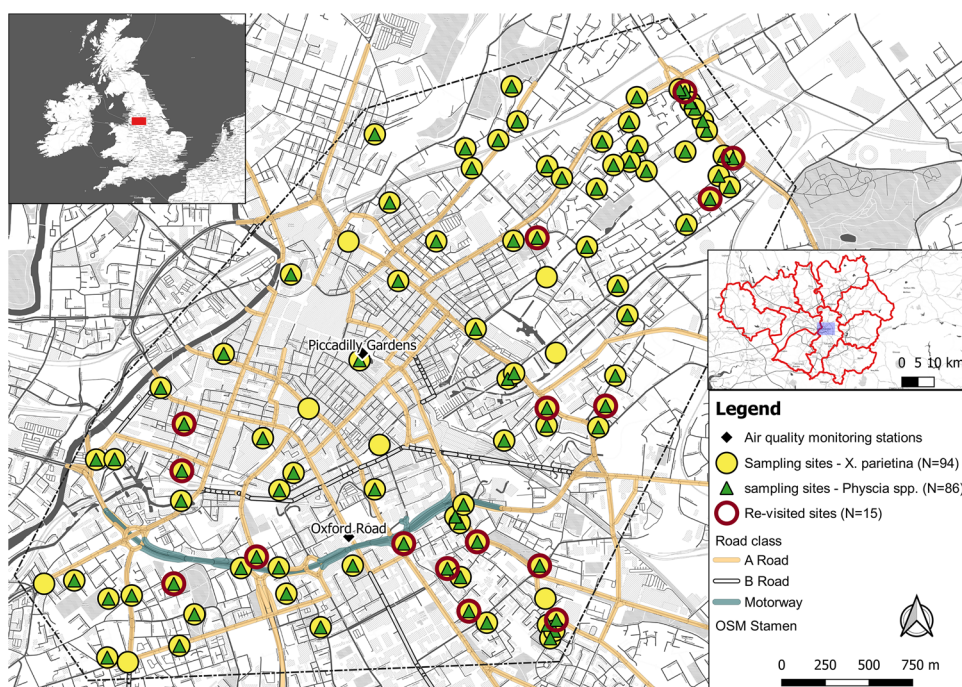 Piccadilly Gardens
Oxford Road
0 5 10 km
Legend
Air quality monitoring stations
Sampling sites - X. parietina (N=94)
sampling sites - Physcia spp. (N=86)
Re-visited sites (N=15)
Road class
A Road
B Road
Motorway
OSM Stamen
0 250 500 750 m